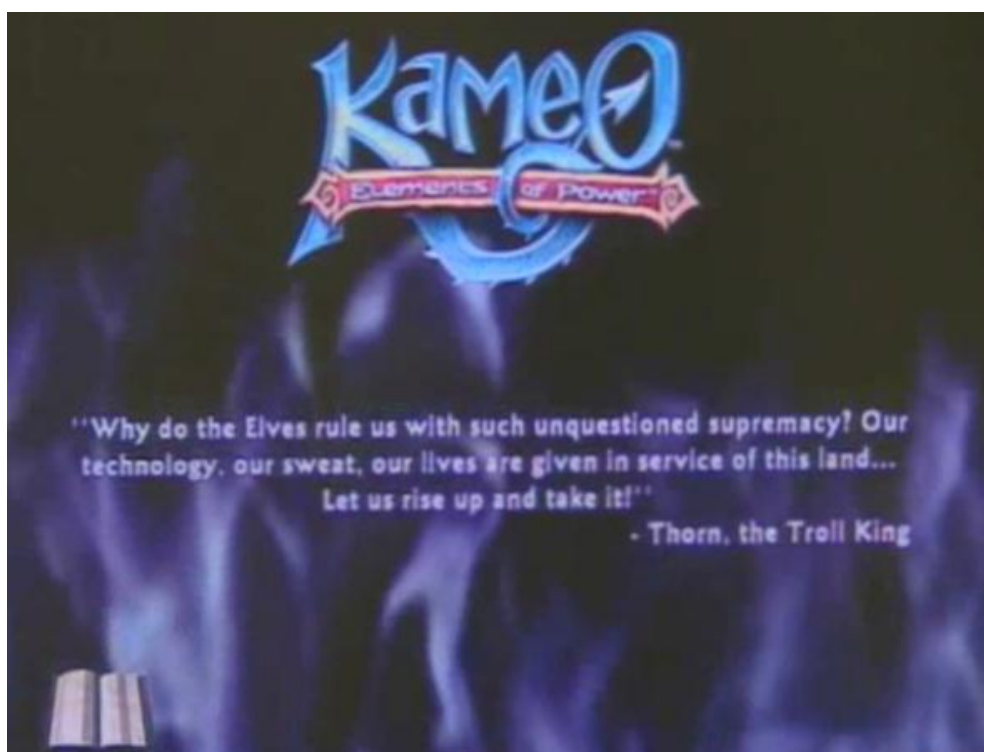 Kameo
Elements of Power
''Why do the Elves rule us with such unquestioned supremacy? Our
technology, our sweat, our lives are given in service of this land...
Let us rise up and take it!''
- Thorn, the Troll King